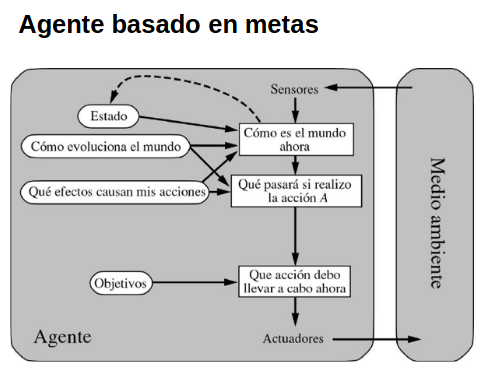 Agente basado en metas
Sensores
Estado
Cómo es el mundo
ahora
Cómo evoluciona el mundo
Qué efectos causan mis acciones
Qué pasará si realizo
la acción A
Medio ambiente
Objetivos
Que acción debo
llevar a cabo ahora
Agente
Actuadores